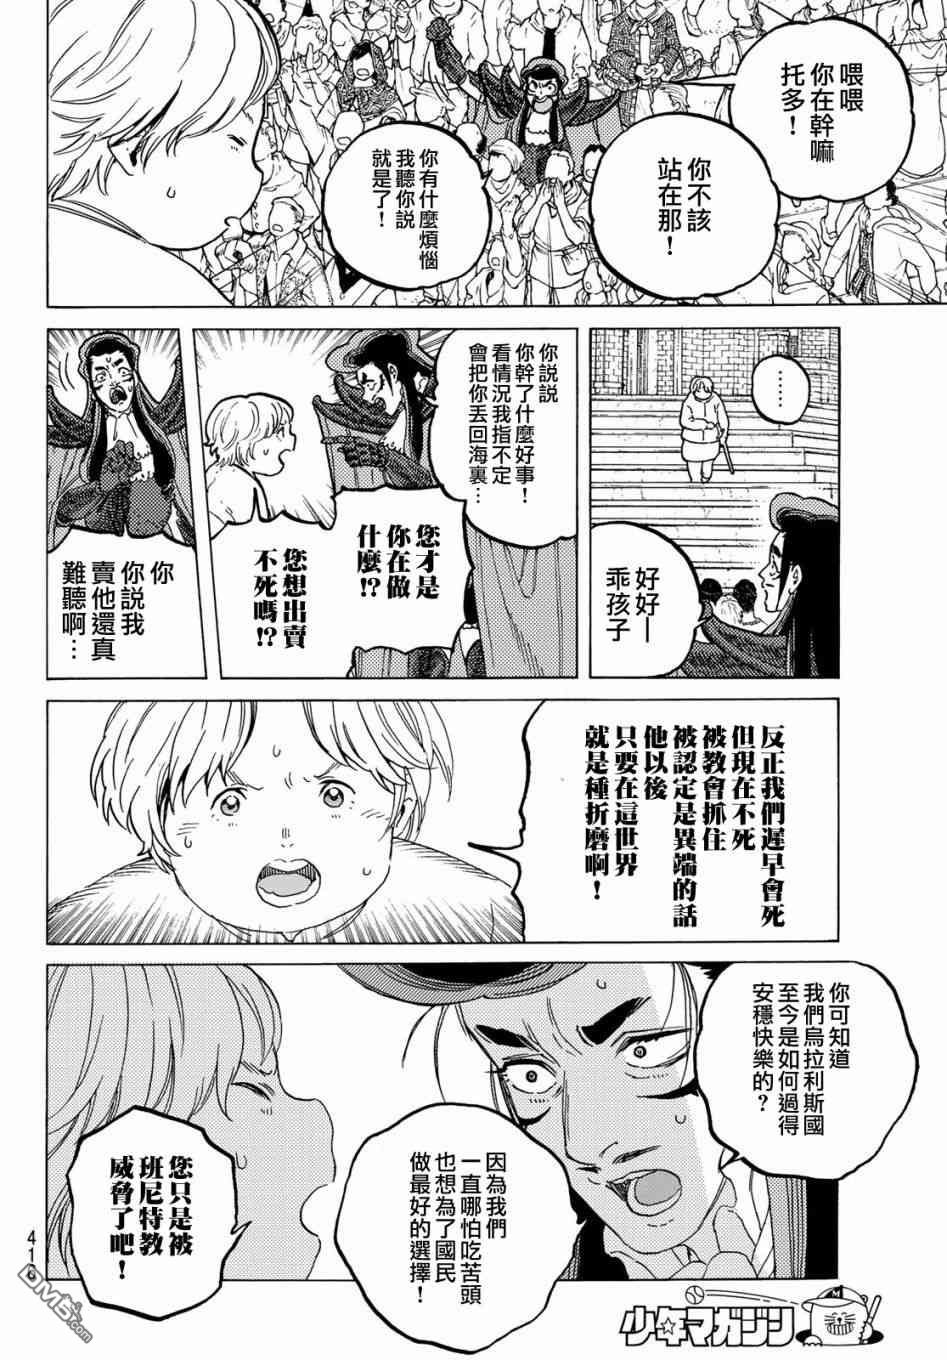 喂喂
你在幹嘛
托多！
你不該
站在那！
你有什麼煩惱
我聽你說
就是了！
……
好好ー
乖孩子
你說說
你幹了什麼好事！
看情況我指不定
會把你丟回海裏…
您才是
你在做
什麼!?
您想出賣
不死嗎!?
你
你說我
賣他還真
難聽啊…
反正我們遲早會死
但現在不死
被教會抓住
被認定是異端的話
他以後
只要在這世界
就是種折磨啊！
你可知道
我們烏拉利斯國
至今是如何過得
安穩快樂的？
因為我們
一直哪怕吃苦頭
也想為了國民
做最好的選擇！
您只是被
班尼特教
威脅了吧！
416
少年マガジン